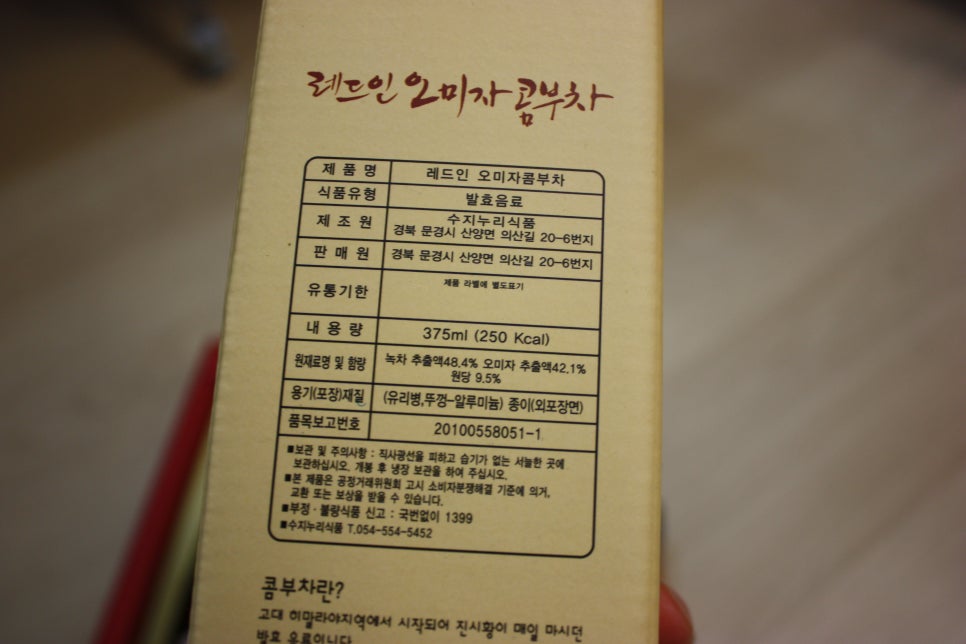 레드인 오미자 콤부차
제 품 명 레드인 오미자콤부차
식품유형 발효음료
제 조 원 수지누리식품
경북 문경시 산양면 의산길 20-6번지
판 매 원 경북 문경시 산양면 의산길 20-6번지
유통기한 제품 라벨에 별도표기
내 용 량 375ml (250 Kcal)
원재료명 및 함량 녹차 추출액48.4% 오미자 추출액42.1%
원당 9.5%
용기(포장)재질 (유리병,뚜껑-알루미늄) 종이(외포장면)
품목보고번호 20100558051-1
■보관 및 주의사항 : 직사광선을 피하고 습기가 없는 서늘한 곳에
보관하십시오. 개봉 후 냉장 보관을 하여 주십시오.
■본 제품은 공정거래위원회 고시 소비자분쟁해결 기준에 의거,
교환 또는 보상을 받을 수 있습니다.
■부정·불량식품 신고 : 국번없이 1399
■수지누리식품 T.054-554-5452
콤부차란?
고대 히말라야지역에서 시작되어 진시황이 매일 마시던
발효 음료입니다